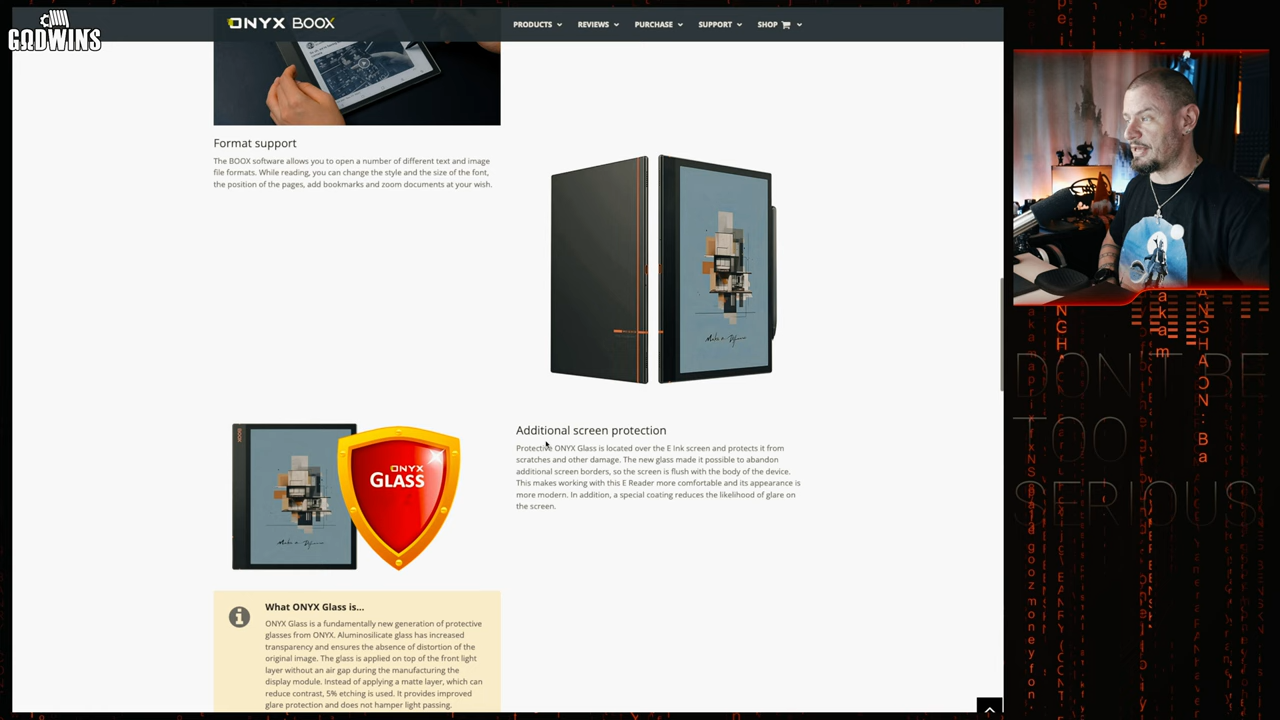 GODWINS
ONYX BOOX
PRODUCTS
REVIEWS
PURCHASE
SUPPORT
SHOP
Format support
The BOOX software allows you to open a number of different text and image
file formats. While reading, you can change the style and the size of the font,
the position of the pages, add bookmarks and zoom documents at your wish.
ONYX
GLASS
Additional screen protection
Protective ONYX Glass is located over the E Ink screen and protects it from
scratches and other damage. The new glass made it possible to abandon
additional screen borders, so the screen is flush with the body of the device.
This makes working with this E Reader more comfortable and its appearance is
more modern. In addition, a special coating reduces the likelihood of glare on
the screen.
What ONYX Glass is...
ONYX Glass is a fundamentally new generation of protective
glasses from ONYX. Aluminosilicate glass has increased
transparency and ensures the absence of distortion of the
original image. The glass is applied on top of the front light
layer without an air gap during the manufacturing the
display module. Instead of applying a matte layer, which can
reduce contrast, 5% etching is used. It provides improved
glare protection and does not hamper light passing.
DON'T BE
TOO
SERIOUS